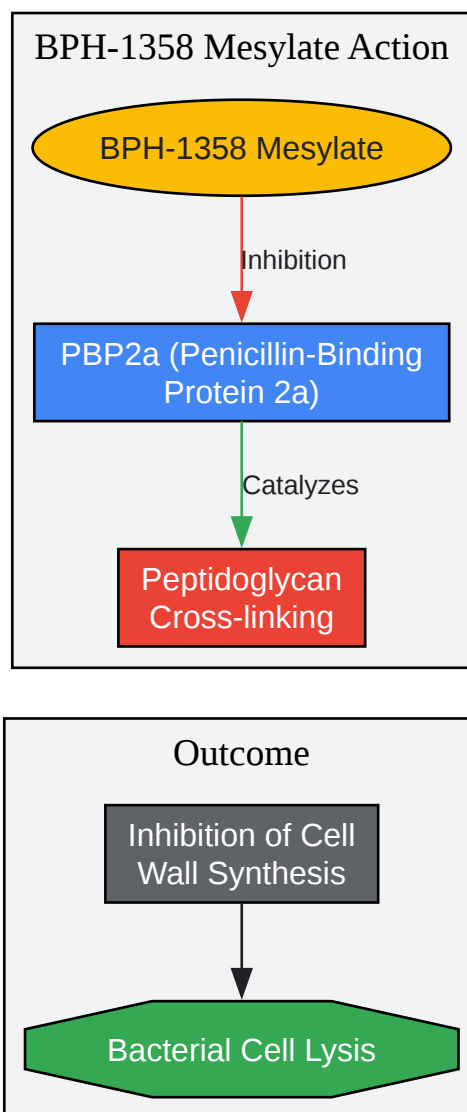 BPH-1358 Mesylate Action
BPH-1358 Mesylate
Inhibition
PBP2a (Penicillin-Binding
Protein 2a)
Catalyzes
Peptidoglycan
Cross-linking
Outcome
Inhibition of Cell
Wall Synthesis
Bacterial Cell Lysis